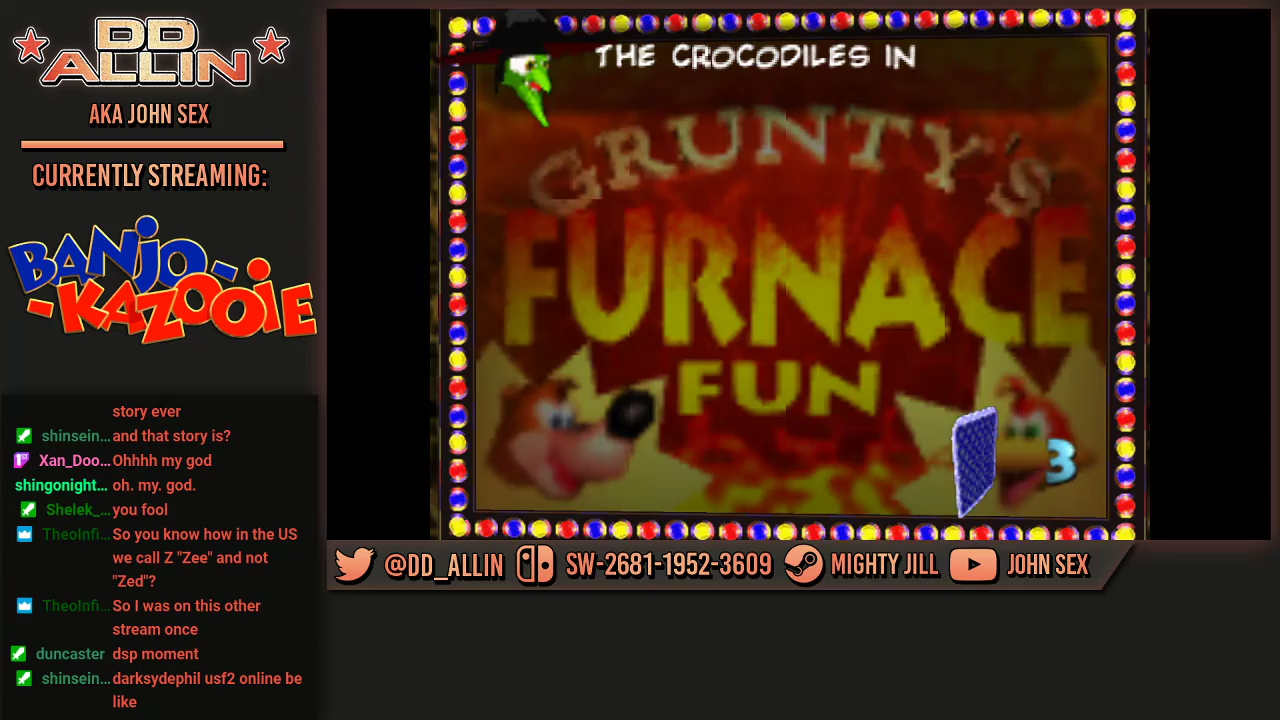 DD
ALLIN
AKA JOHN SEX
CURRENTLY STREAMING:
BANJO-
-KAZOOIE
story ever
shinsein... and that story is?
Xan_Doo... Ohhhh my god
shingonight... oh. my. god.
Shelek_... you fool
TheoInfi... So you know how in the US
we call Z "Zee" and not
"Zed"?
TheoInfi... So I was on this other
stream once
duncaster dsp moment
shinsein... darksydephil usf2 online be
like
THE CROCODILES IN
GRUNTY'S
FURNACE
FUN
3
@DD_ALLIN SW-2681-1952-3609 MIGHTY JILL JOHN SEX